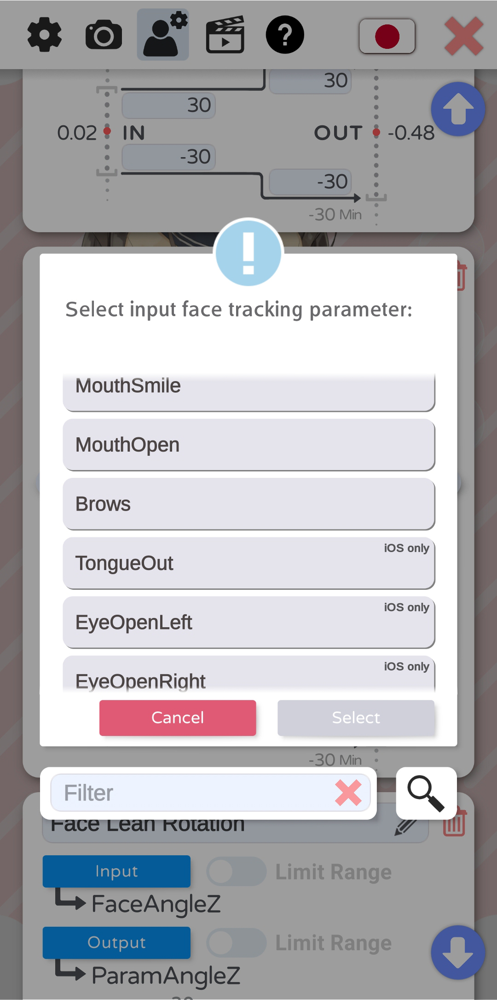 30
30
0.02 IN OUT -0.48
-30
-30
-30 Min
Select input face tracking parameter:
MouthSmile
MouthOpen
Brows
iOS only
TongueOut
iOS only
EyeOpenLeft
iOS only
EyeOpenRight
Cancel Select
-30 Min
Filter
Face Lean Rotation
Input Limit Range
FaceAngleZ
Output Limit Range
ParamAngleZ